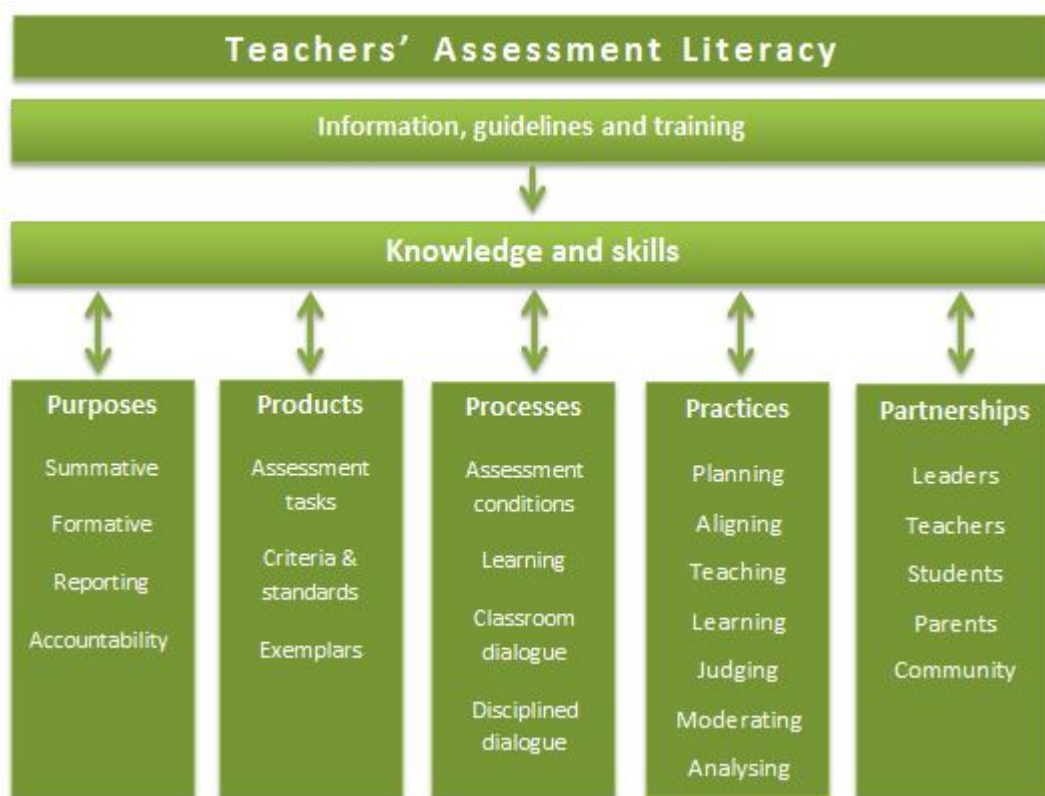 Teachers’ Assessment Literacy
Information, guidelines and training
Knowledge and skills
Purposes
Summative
Formative
Reporting
Accountability
Products
Assessment
tasks
Criteria &
standards
Exemplars
Processes
Assessment
conditions
Learning
Classroom
dialogue
Disciplined
dialogue
Practices
Planning
Aligning
Teaching
Learning
Judging
Moderating
Analysing
Partnerships
Leaders
Teachers
Students
Parents
Community